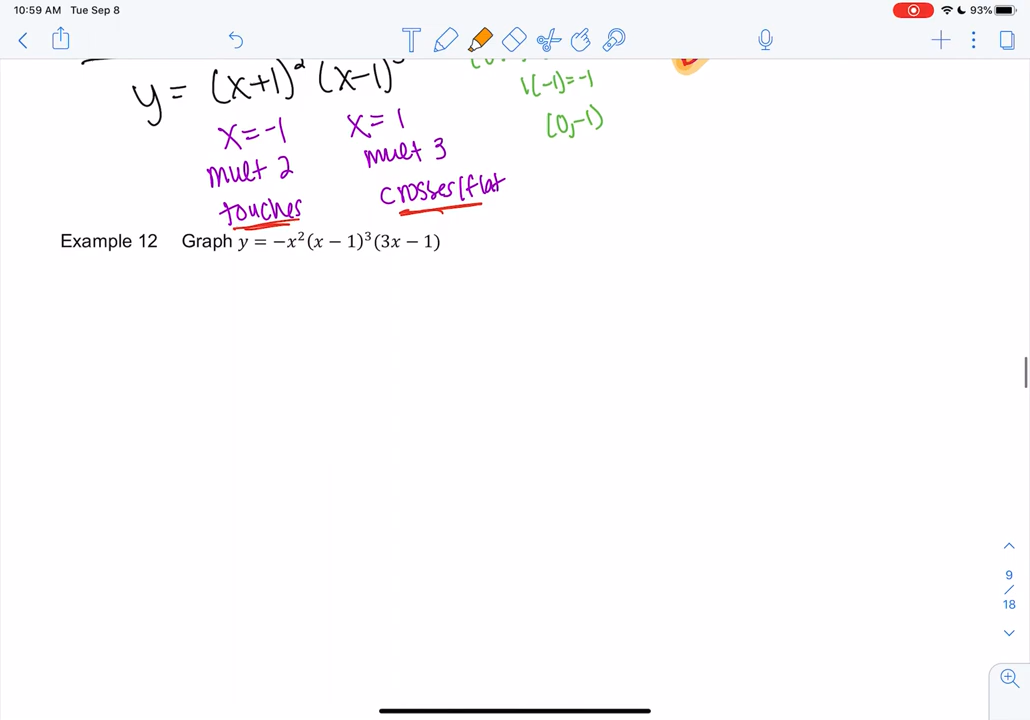 10:59 AM Tue Sep 8
93%
T
y = (x+1)² (x-1)³
1(-1)=-1
(0,-1)
x=-1
x=1
mult 2
mult 3
touches
crosses/flat
Example 12 Graph y = −x²(x − 1)³(3x − 1)
9
/
18